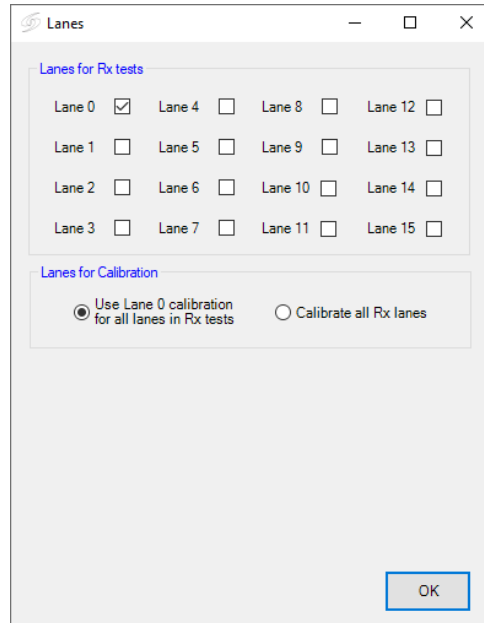 Lanes
Lanes for Rx tests
Lane 0 Lane 4 Lane 8 Lane 12
Lane 1 Lane 5 Lane 9 Lane 13
Lane 2 Lane 6 Lane 10 Lane 14
Lane 3 Lane 7 Lane 11 Lane 15
Lanes for Calibration
Use Lane 0 calibration
for all lanes in Rx tests
Calibrate all Rx lanes
OK